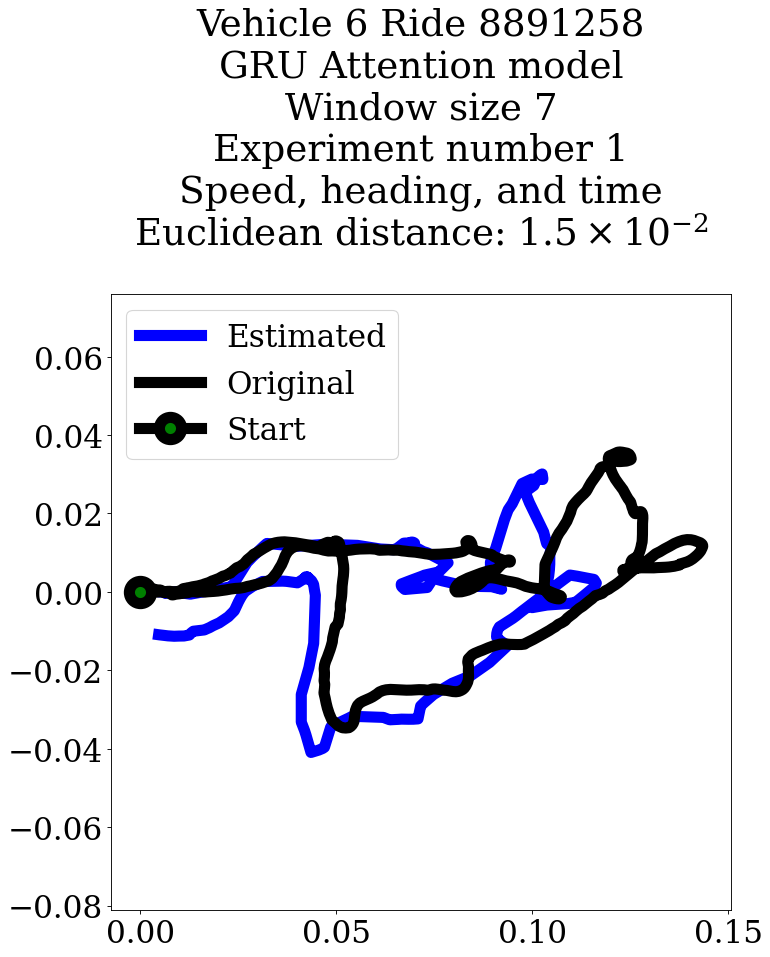 Vehicle 6 Ride 8891258
GRU Attention model
Window size 7
Experiment number 1
Speed, heading, and time
Euclidean distance: 1.5 × 10⁻²
Estimated
Original
Start
0.06
0.04
0.02
0.00
−0.02
−0.04
−0.06
−0.08
0.00 0.05 0.10 0.15